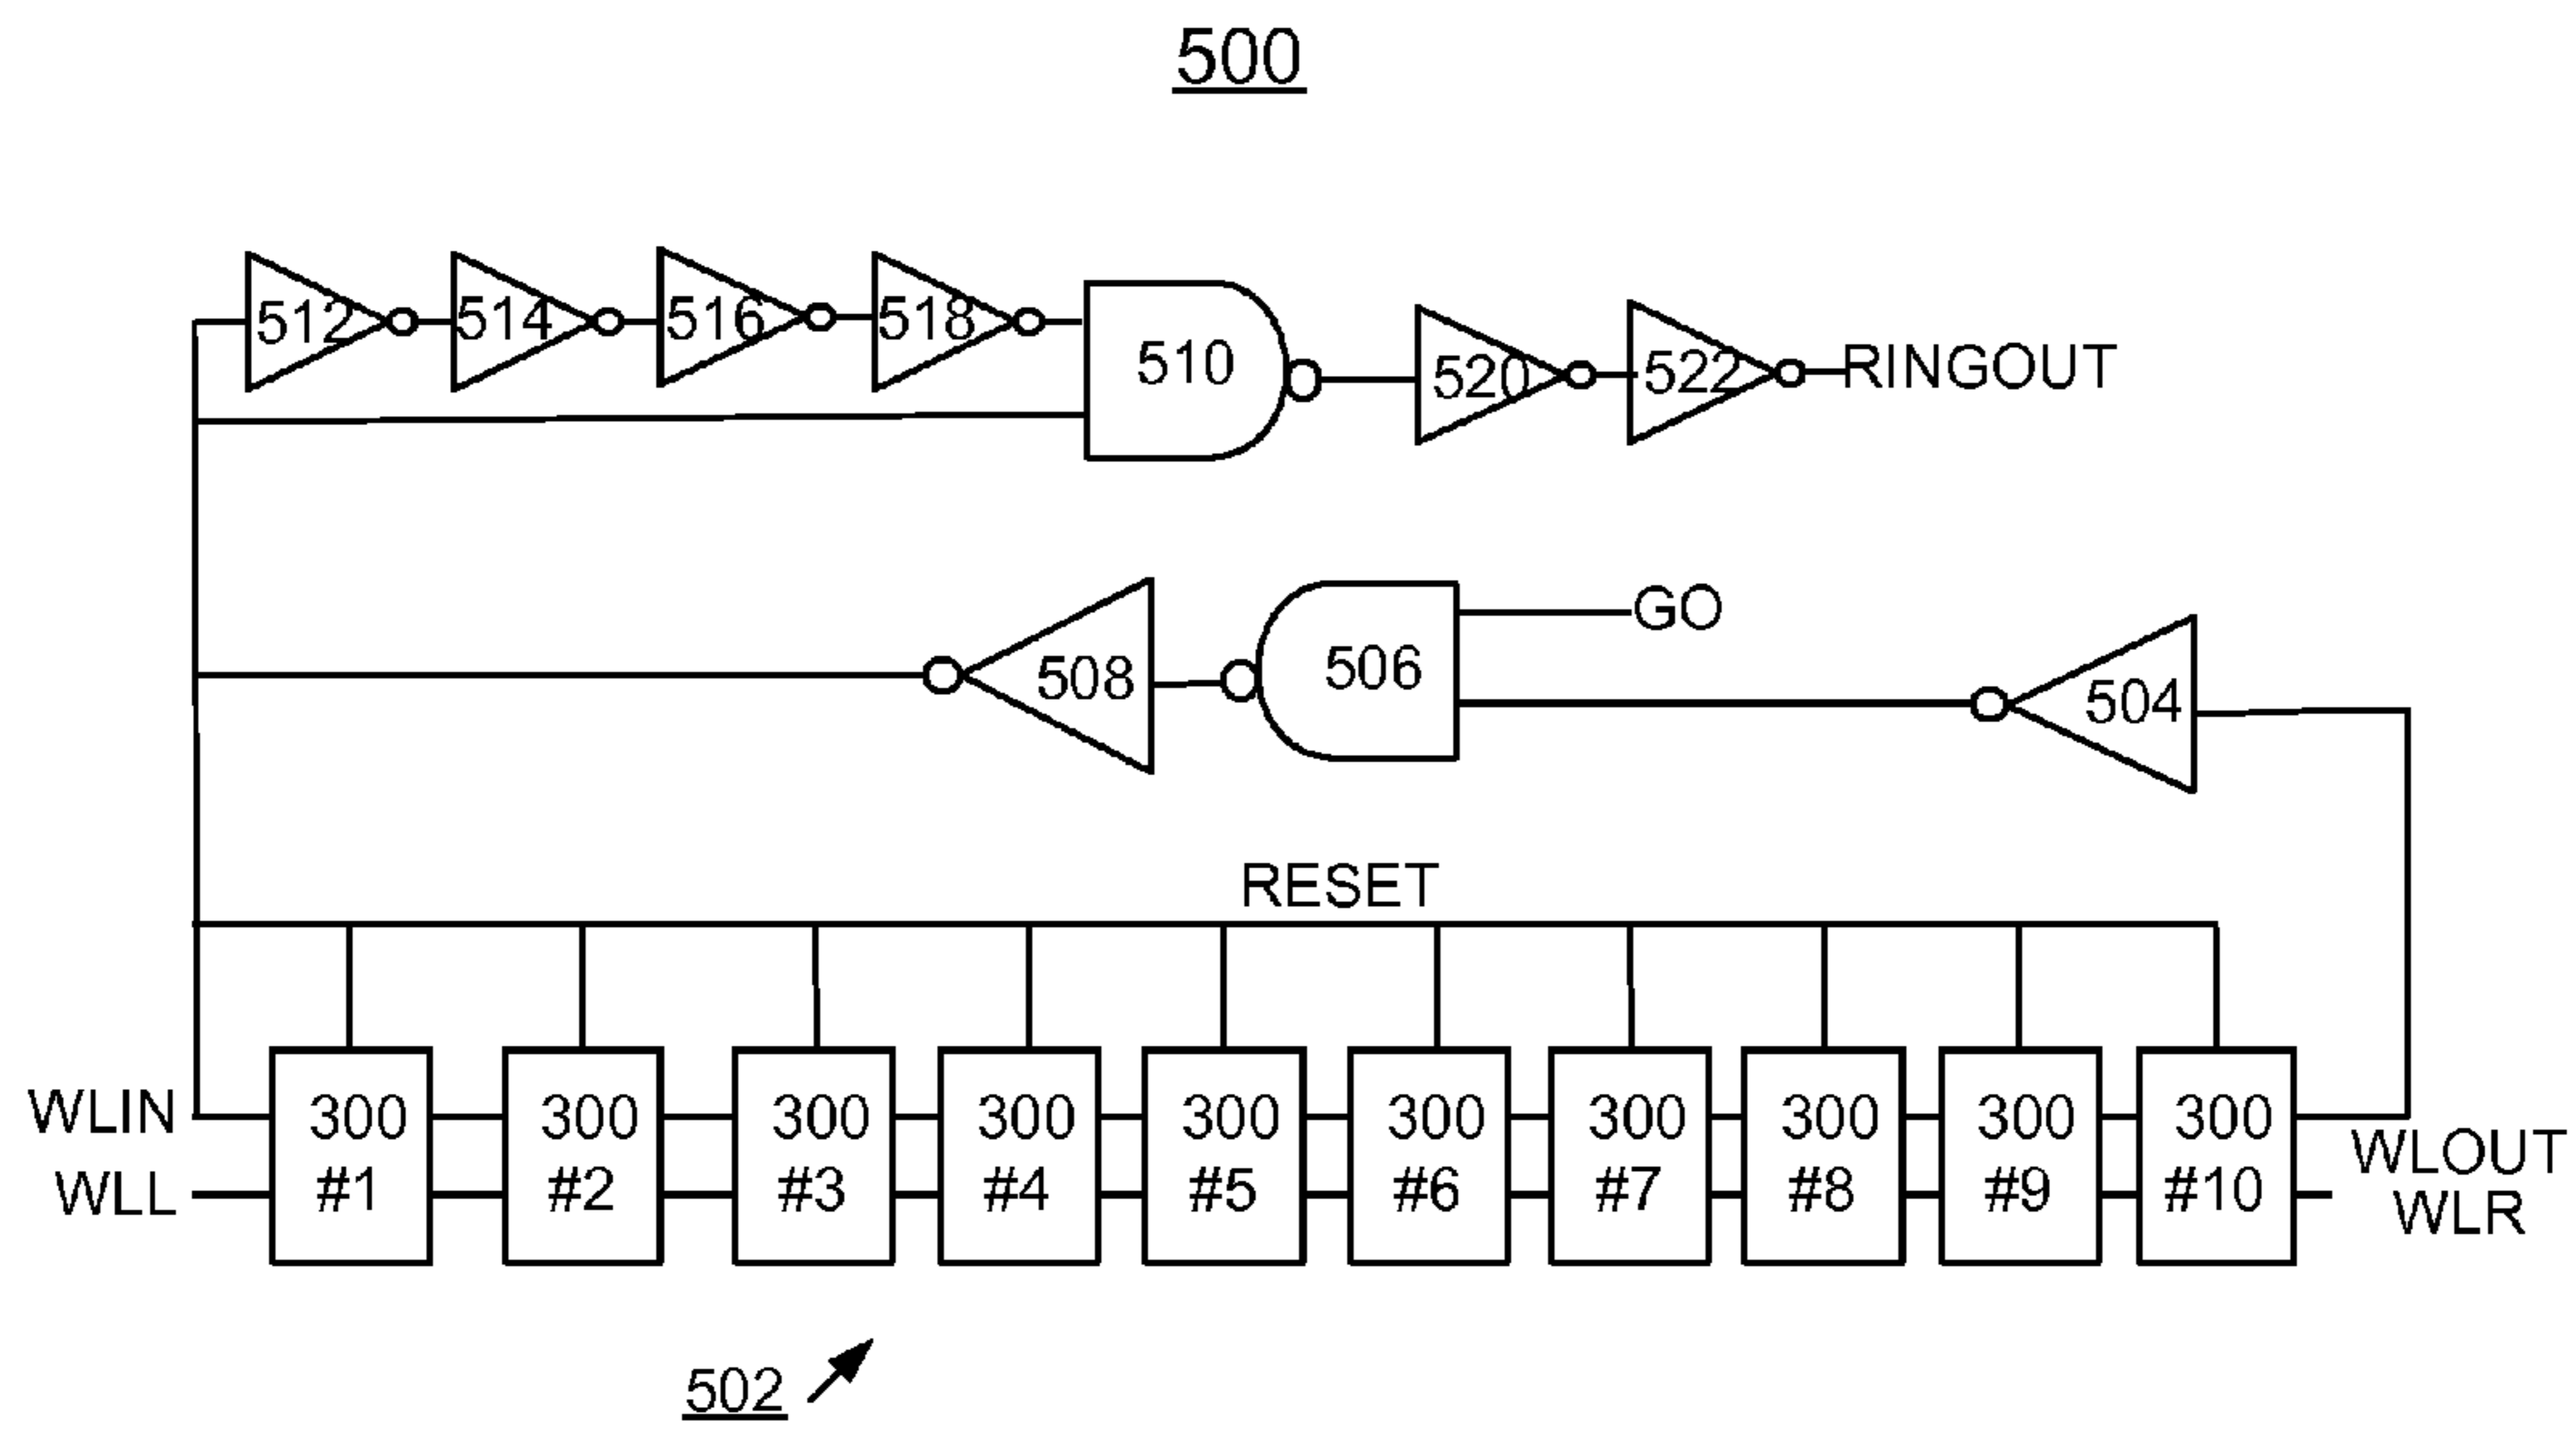 500
512 514 516 518 510 520 522 RINGOUT
508 506 GO 504
RESET
WLIN 300 300 300 300 300 300 300 300 300 300 WLOUT
WLL #1 #2 #3 #4 #5 #6 #7 #8 #9 #10 WLR
502